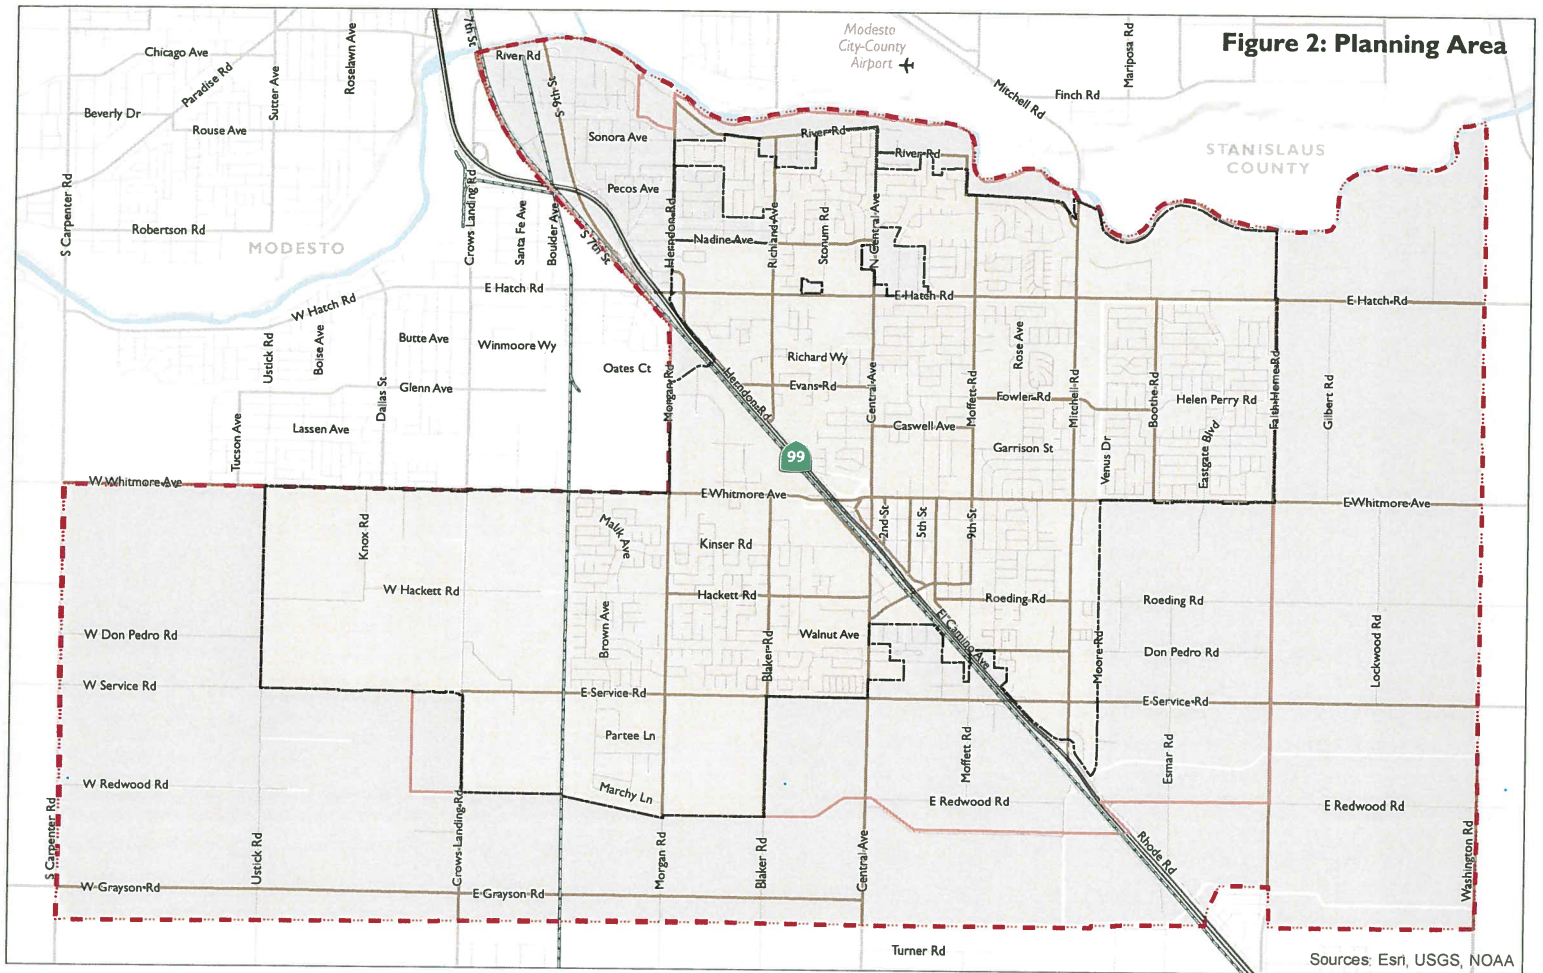 Figure 2: Planning Area
7th St
River Rd
Modesto
City-County
Airport
Mariposa Rd
Chicago Ave
Paradise Rd
Sutter Ave
Roselawn Ave
S 9th St
Mitchell Rd
Finch Rd
Beverly Dr
Rouse Ave
Sonora Ave
River Rd
River Rd
STANISLAUS
COUNTY
S Carpenter Rd
Pecos Ave
Robertson Rd
MODESTO
Crows Landing Rd
Santa Fe Ave
Boulder Ave
S 7th St
Herndon Rd
Nadine Ave
Richland Ave
Stonum Rd
N Central Ave
W Hatch Rd
E Hatch Rd
E Hatch Rd
E Hatch Rd
Ustick Rd
Boise Ave
Butte Ave
Winmoore Wy
Oates Ct
Richard Wy
Rose Ave
Dallas St
Glenn Ave
Morgan Rd
Herndon Rd
Evans Rd
Central Ave
Moffett Rd
Fowler Rd
Mitchell Rd
Boothe Rd
Helen Perry Rd
Faith Home Rd
Gilbert Rd
Tucson Ave
Lassen Ave
Caswell Ave
Garrison St
Venus Dr
Eastgate Blvd
99
W Whitmore Ave
E Whitmore Ave
E Whitmore Ave
Knox Rd
Malik Ave
Kinser Rd
2nd St
5th St
9th St
W Hackett Rd
Hackett Rd
Roeding Rd
Roeding Rd
W Don Pedro Rd
Brown Ave
Blaker Rd
Walnut Ave
El Camino Ave
Moore Rd
Don Pedro Rd
Lockwood Rd
W Service Rd
E Service Rd
E Service Rd
Partee Ln
Moffett Rd
Esmar Rd
W Redwood Rd
Marchy Ln
E Redwood Rd
E Redwood Rd
S Carpenter Rd
Ustick Rd
Crows Landing Rd
Morgan Rd
Blaker Rd
Central Ave
Rhode Rd
Washington Rd
W Grayson Rd
E Grayson Rd
Turner Rd
Sources: Esri, USGS, NOAA